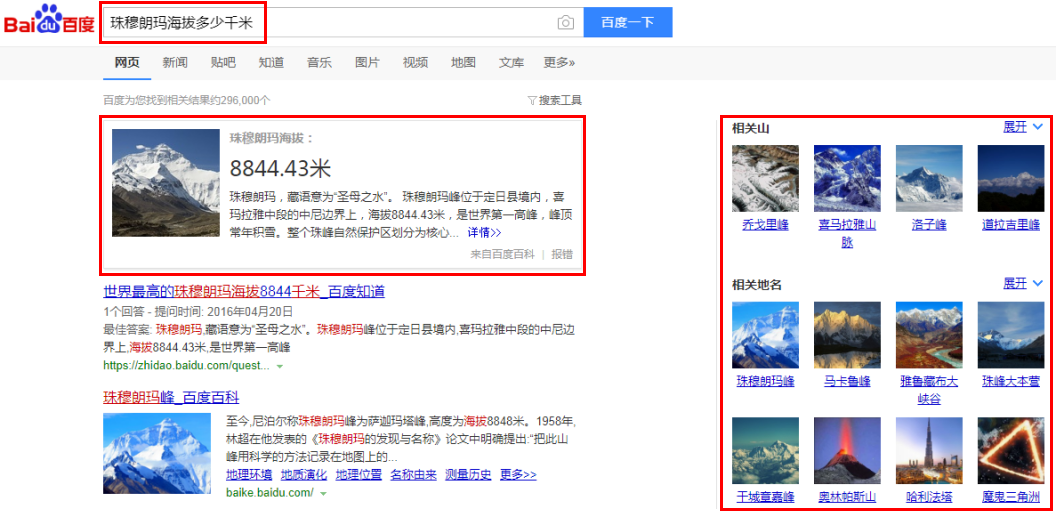 Bai du 百度
珠穆朗玛海拔多少千米
百度一下
网页 新闻 贴吧 知道 音乐 图片 视频 地图 文库 更多»
百度为您找到相关结果约296,000个
搜索工具
珠穆朗玛海拔：
8844.43米
珠穆朗玛，藏语意为“圣母之水”。 珠穆朗玛峰位于定日县境内，喜
玛拉雅中段的中尼边界上，海拔8844.43米，是世界第一高峰，峰顶
常年积雪。整个珠峰自然保护区划分为核心... 详情>>
来自百度百科 | 报错
世界最高的珠穆朗玛海拔8844千米_百度知道
1个回答 - 提问时间: 2016年04月20日
最佳答案: 珠穆朗玛,藏语意为“圣母之水”。珠穆朗玛峰位于定日县境内,喜玛拉雅中段的中尼边
界上,海拔8844.43米,是世界第一高峰
https://zhidao.baidu.com/quest...
珠穆朗玛峰_百度百科
至今,尼泊尔称珠穆朗玛峰为萨迦玛塔峰,高度为海拔8848米。1958年,
林超在他发表的《珠穆朗玛的发现与名称》论文中明确提出:“把此山
峰用科学的方法记录在地图上的...
地理环境 地质演化 地理位置 名称由来 测量历史 更多>>
baike.baidu.com/
相关山
展开
乔戈里峰 喜马拉雅山 洛子峰 道拉吉里峰
脉
相关地名
展开
珠穆朗玛峰 马卡鲁峰 雅鲁藏布大 珠峰大本营
峡谷
干城章嘉峰 奥林帕斯山 哈利法塔 魔鬼三角洲